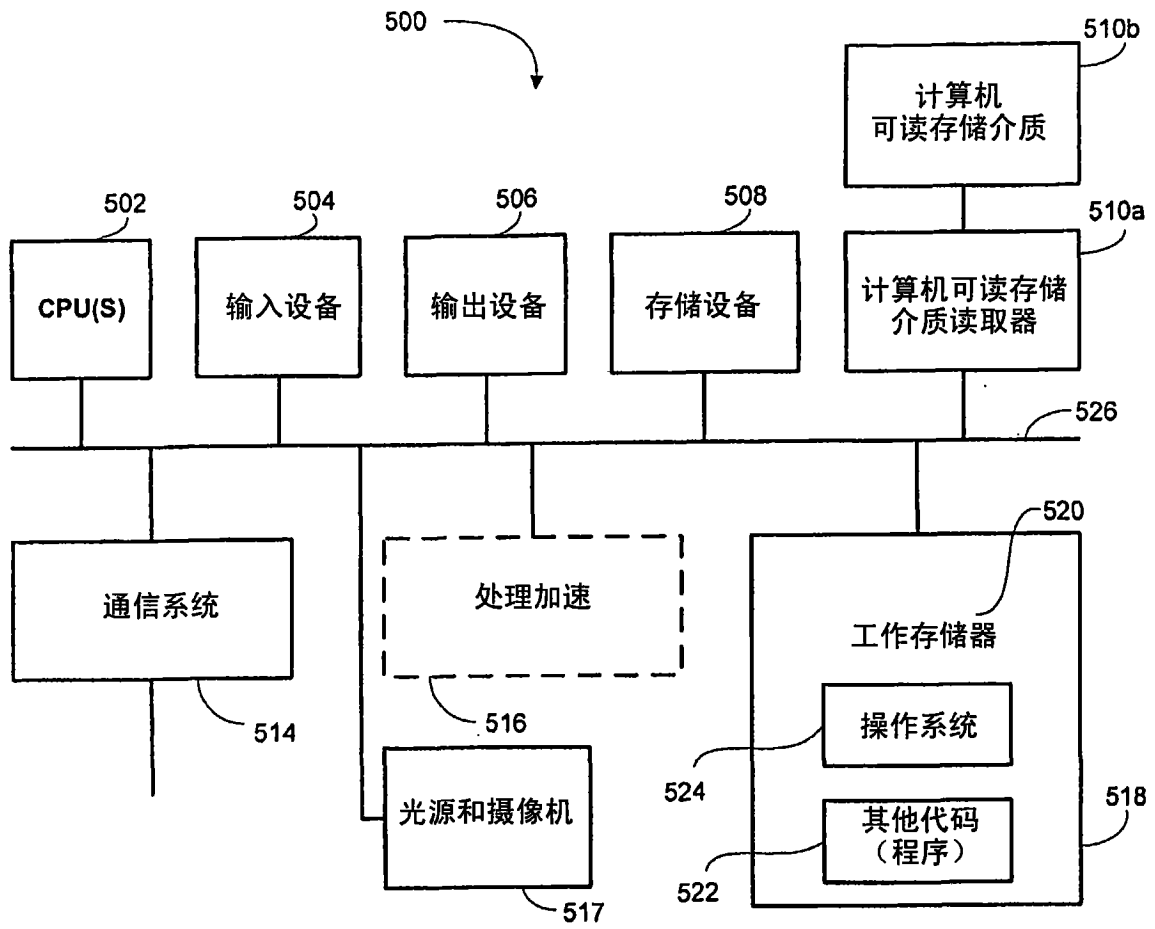 500
510b
计算机
可读存储介质
502
504
506
508
510a
CPU(S)
输入设备
输出设备
存储设备
计算机可读存储
介质读取器
526
520
通信系统
处理加速
工作存储器
514
516
操作系统
524
光源和摄像机
其他代码
（程序）
518
522
517